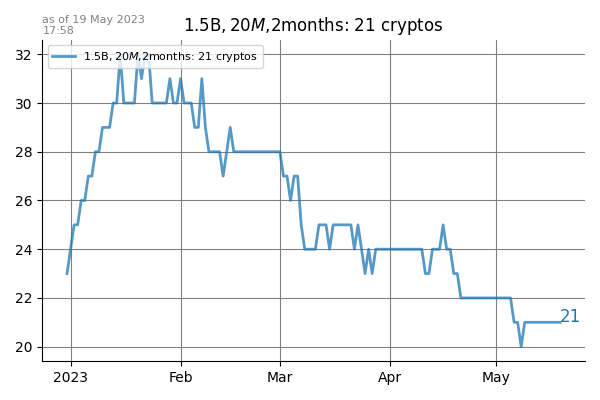 as of 19 May 2023
17:58
1.5B, 20M,2months: 21 cryptos
1.5B, 20M,2months: 21 cryptos
32
30
28
26
24
22
20
21
2023
Feb
Mar
Apr
May